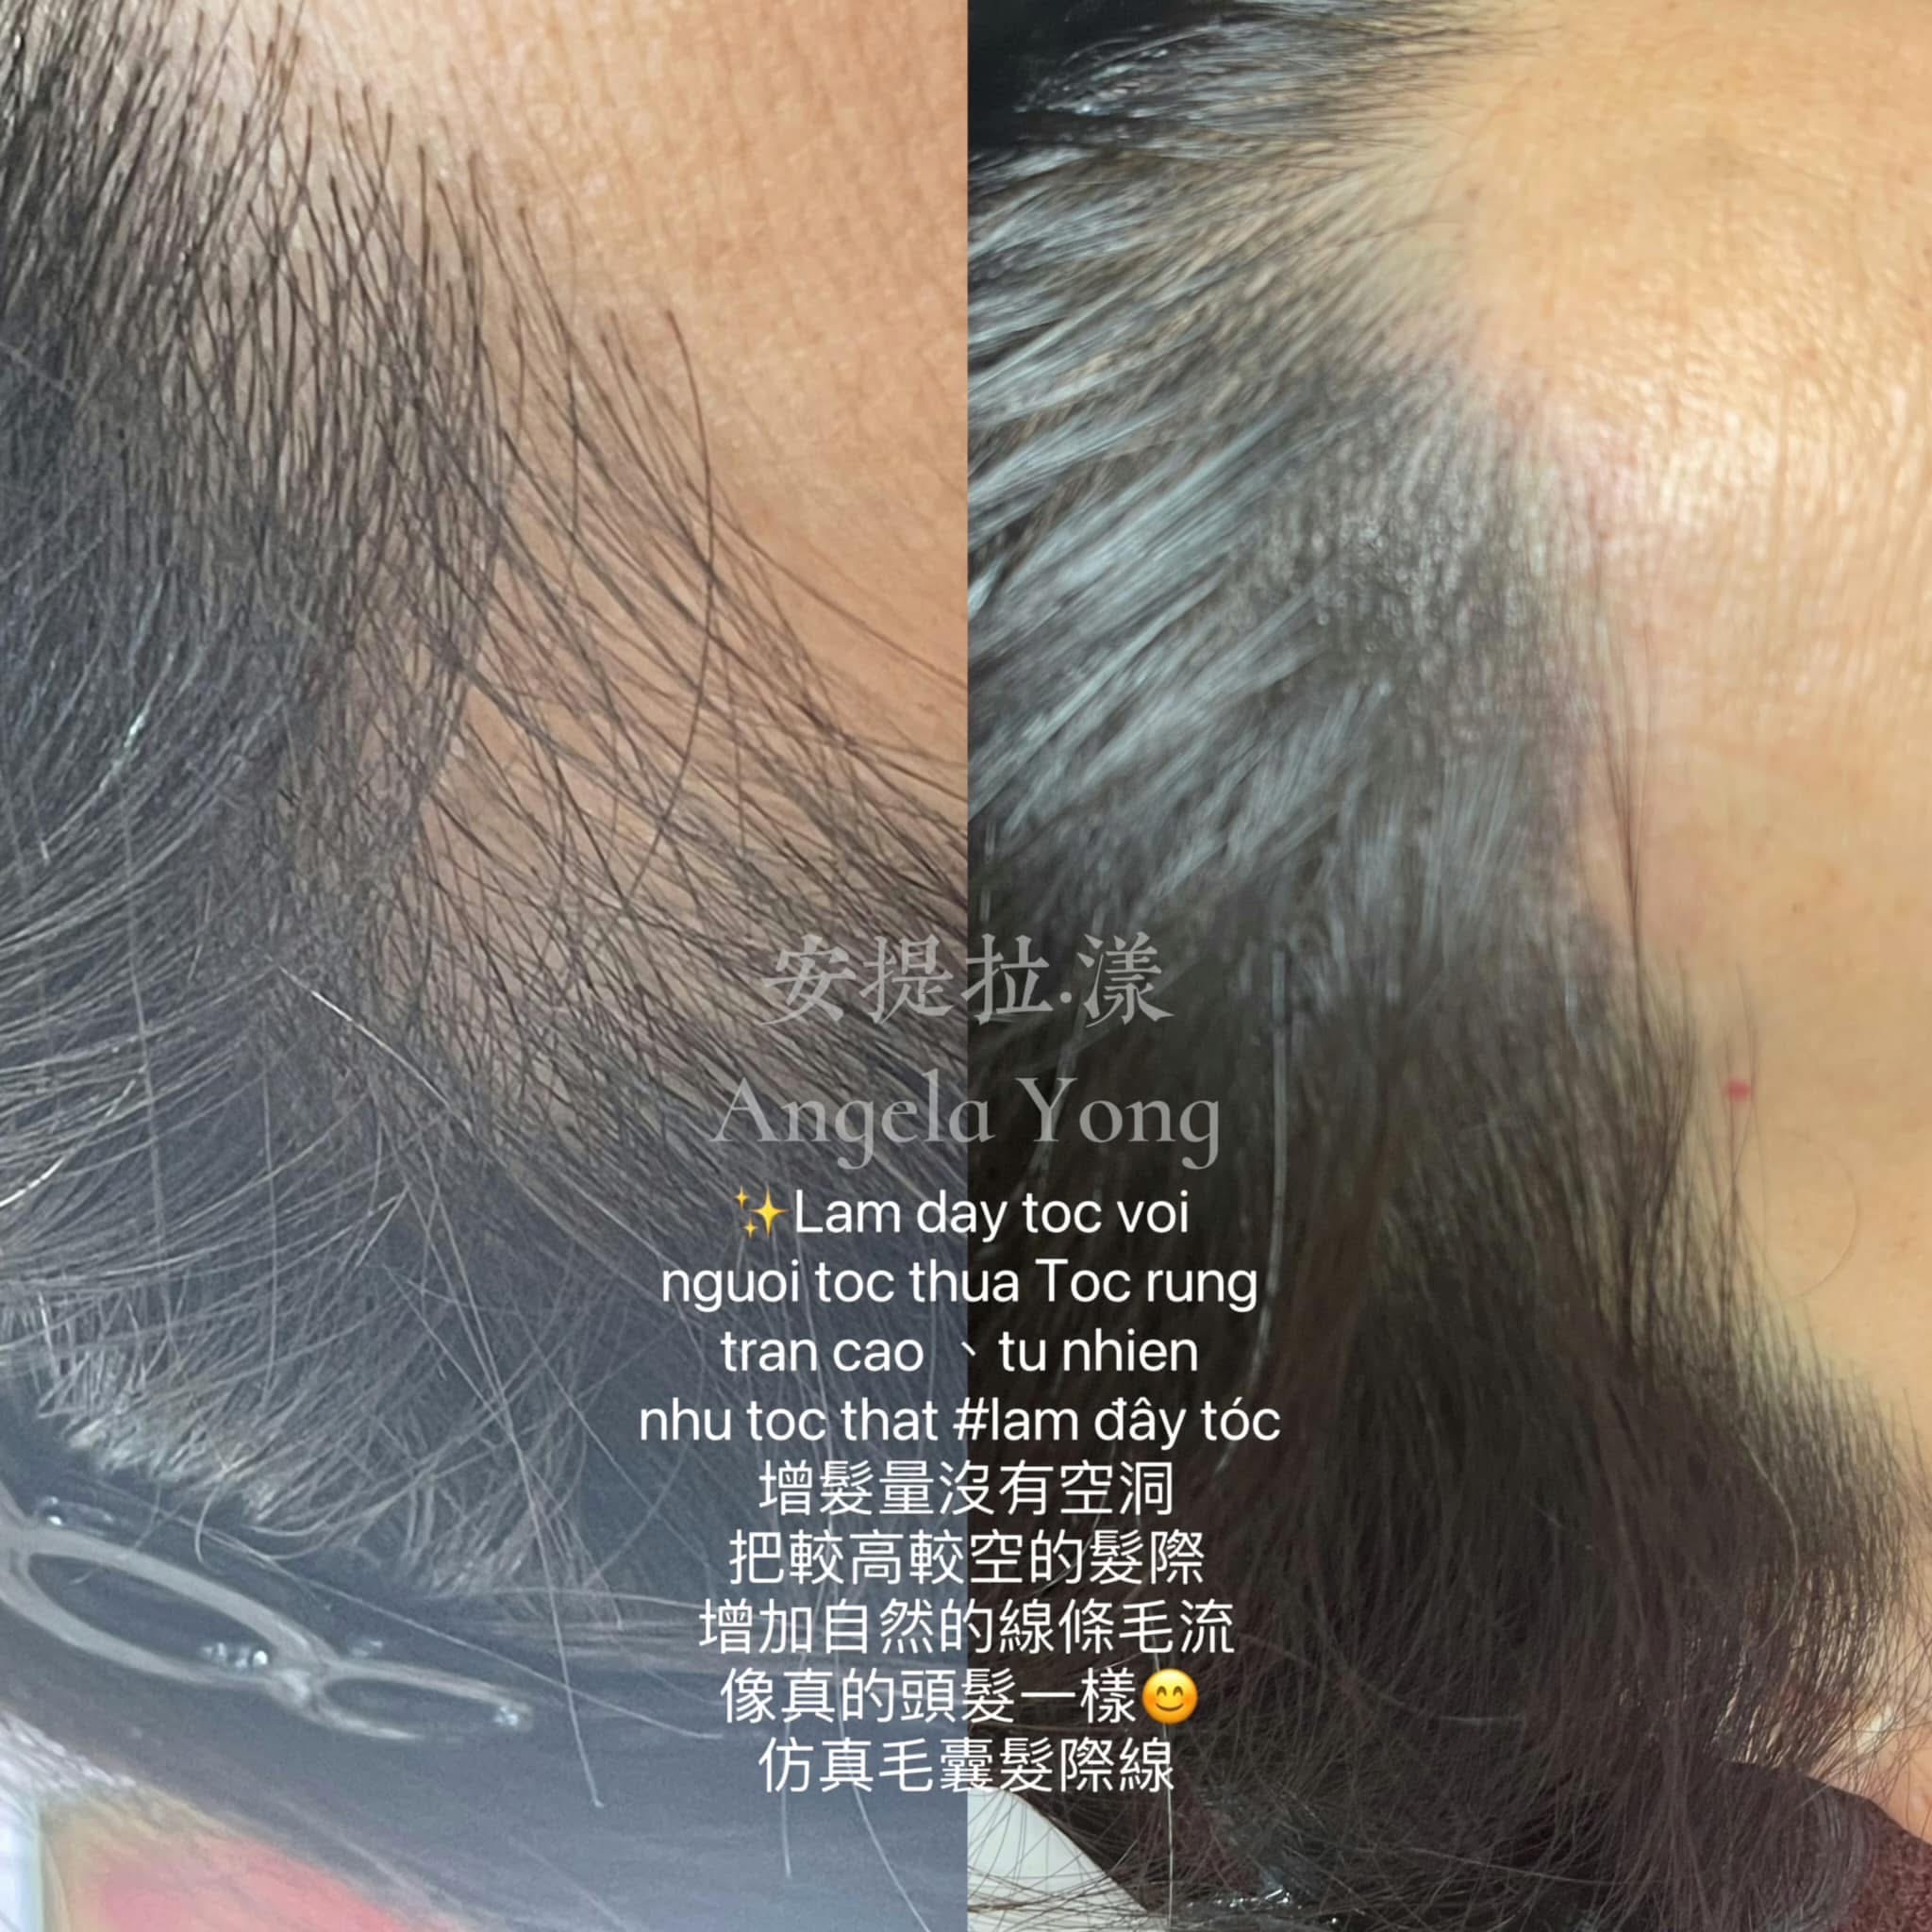 安提拉.漾
Angela Yong
✨Lam day toc voi
nguoi toc thua Toc rung
tran cao 、tu nhien
nhu toc that #lam đây tóc
增髮量沒有空洞
把較高較空的髮際
增加自然的線條毛流
像真的頭髮一樣😊
仿真毛囊髮際線